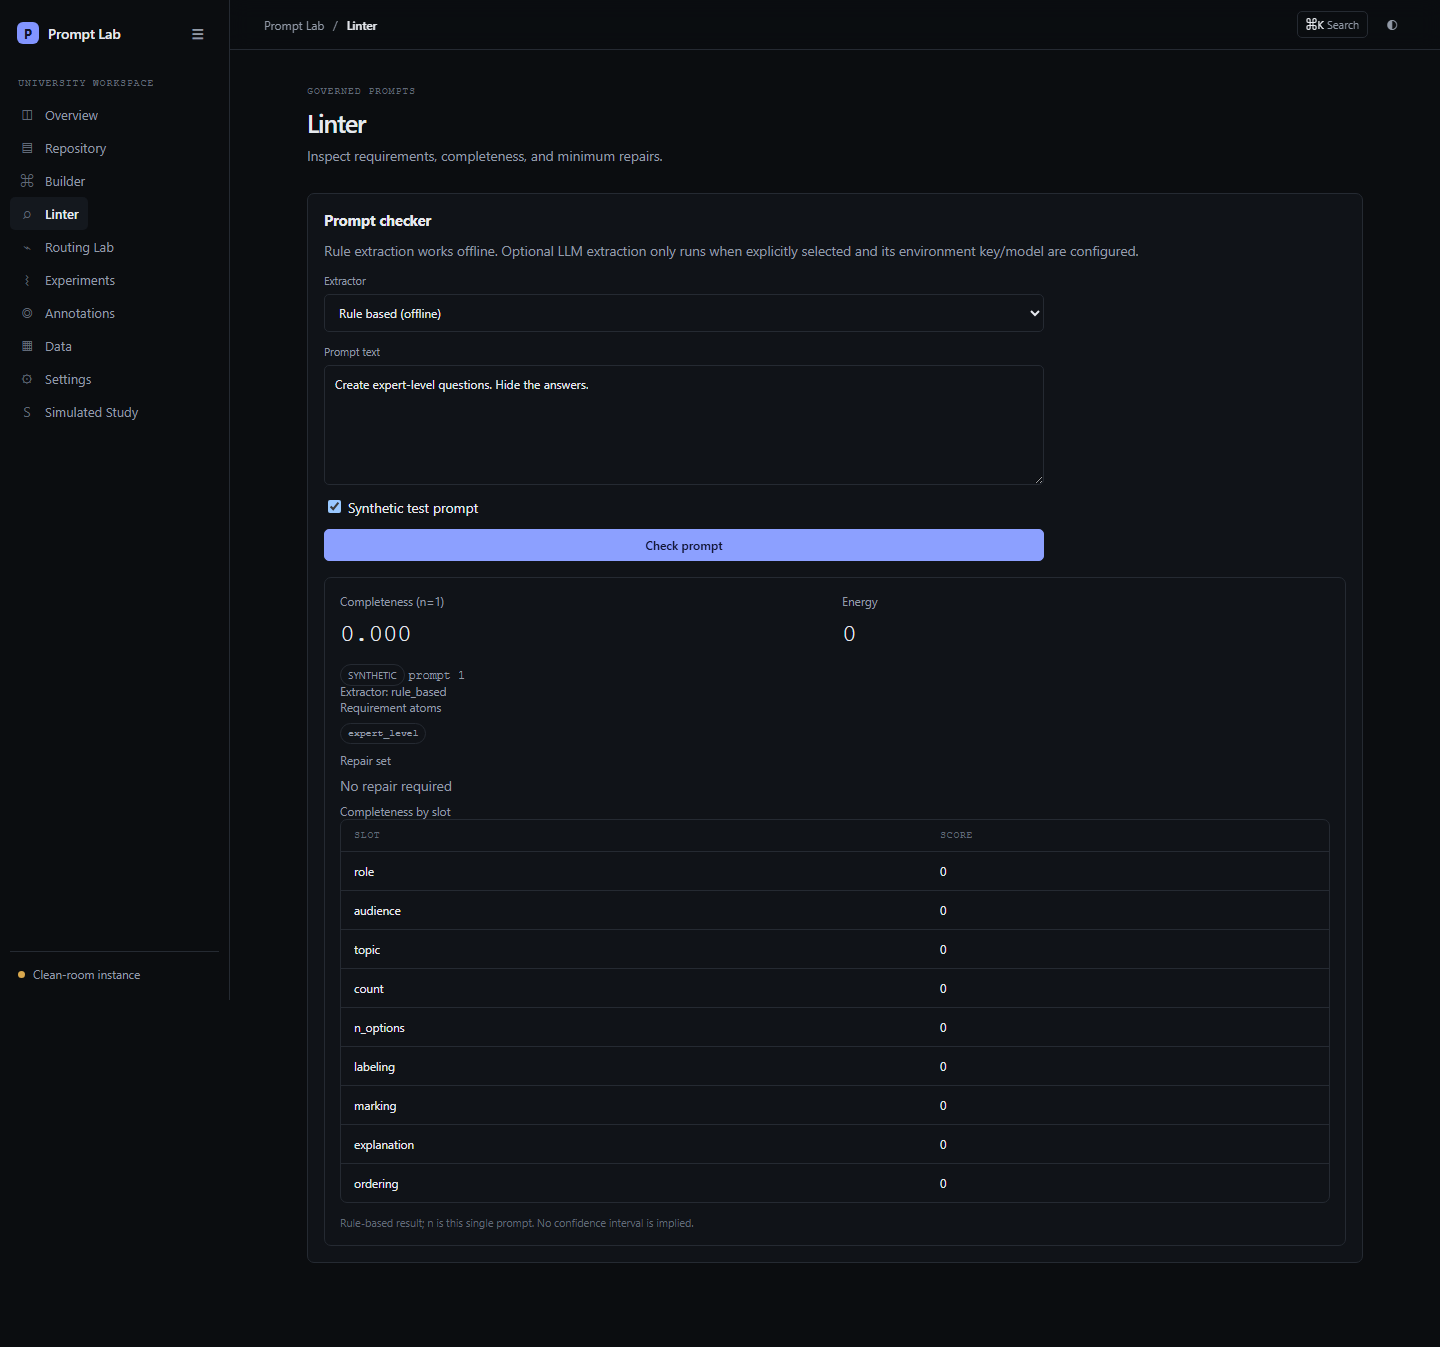 P Prompt Lab ☰
UNIVERSITY WORKSPACE
Overview
Repository
⌘ Builder
Linter
Routing Lab
Experiments
Annotations
Data
Settings
S Simulated Study
Clean-room instance
Prompt Lab / Linter
⌘K Search
GOVERNED PROMPTS
Linter
Inspect requirements, completeness, and minimum repairs.
Prompt checker
Rule extraction works offline. Optional LLM extraction only runs when explicitly selected and its environment key/model are configured.
Extractor
Rule based (offline)
Prompt text
Create expert-level questions. Hide the answers.
Synthetic test prompt
Check prompt
Completeness (n=1) Energy
0.000 0
SYNTHETIC prompt 1
Extractor: rule_based
Requirement atoms
expert_level
Repair set
No repair required
Completeness by slot
SLOT SCORE
role 0
audience 0
topic 0
count 0
n_options 0
labeling 0
marking 0
explanation 0
ordering 0
Rule-based result; n is this single prompt. No confidence interval is implied.